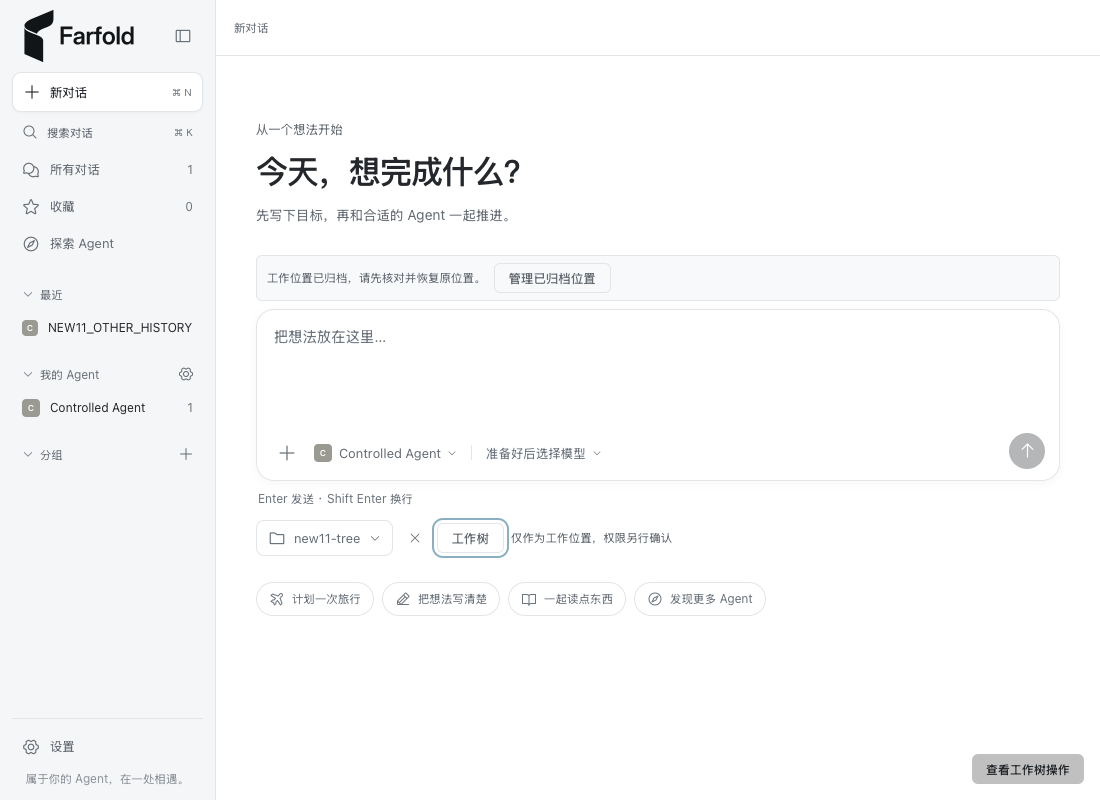 Farfold
新对话 ⌘ N
搜索对话 ⌘ K
所有对话 1
收藏 0
探索 Agent
最近
C NEW11_OTHER_HISTORY
我的 Agent
C Controlled Agent 1
分组
设置
属于你的 Agent，在一处相遇。
新对话
从一个想法开始
今天，想完成什么？
先写下目标，再和合适的 Agent 一起推进。
工作位置已归档，请先核对并恢复原位置。 管理已归档位置
把想法放在这里...
C Controlled Agent 准备好后选择模型
Enter 发送 · Shift Enter 换行
new11-tree 工作树 仅作为工作位置，权限另行确认
计划一次旅行 把想法写清楚 一起读点东西 发现更多 Agent
查看工作树操作